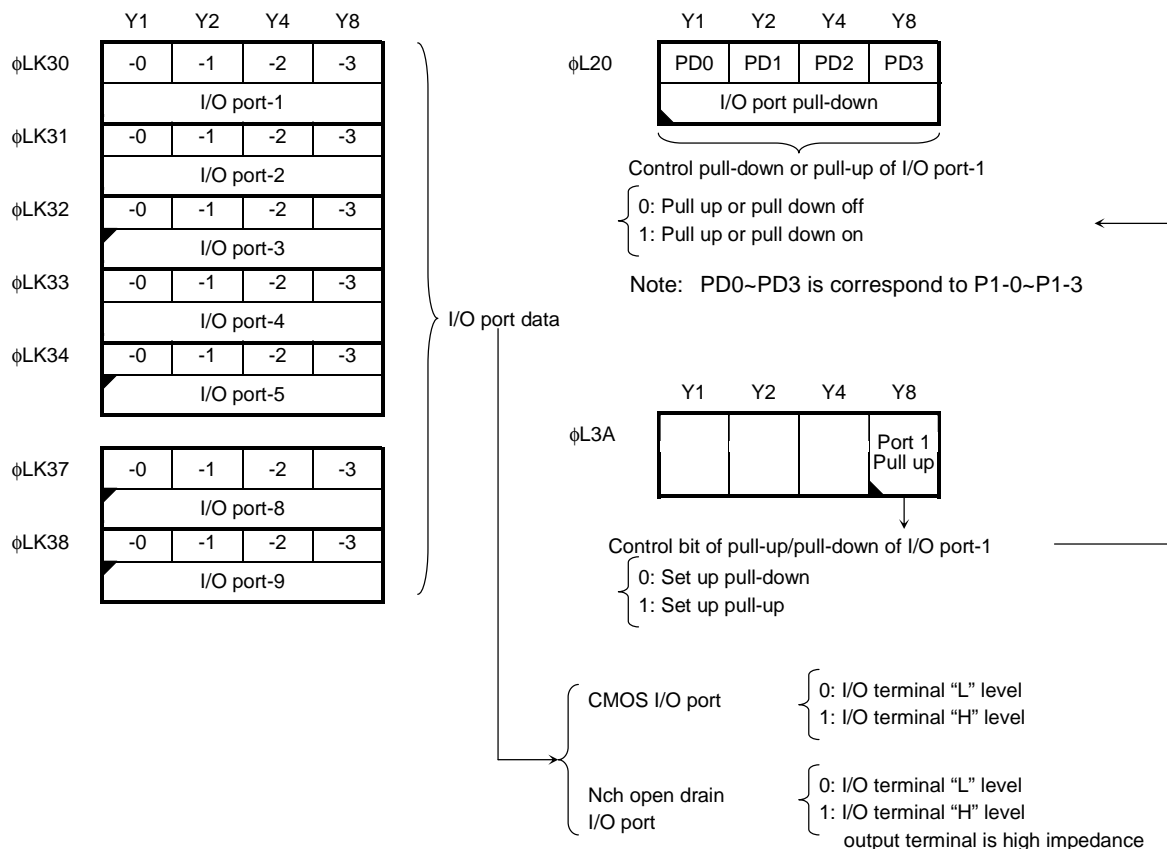 Y1 Y2 Y4 Y8
ϕLK30 -0 -1 -2 -3
I/O port-1
ϕLK31 -0 -1 -2 -3
I/O port-2
ϕLK32 -0 -1 -2 -3
I/O port-3
ϕLK33 -0 -1 -2 -3
I/O port-4
ϕLK34 -0 -1 -2 -3
I/O port-5
ϕLK37 -0 -1 -2 -3
I/O port-8
ϕLK38 -0 -1 -2 -3
I/O port-9
I/O port data
Y1 Y2 Y4 Y8
ϕL20 PD0 PD1 PD2 PD3
I/O port pull-down
Control pull-down or pull-up of I/O port-1
0: Pull up or pull down off
1: Pull up or pull down on
Note: PD0~PD3 is correspond to P1-0~P1-3
Y1 Y2 Y4 Y8
ϕL3A Port 1
Pull up
Control bit of pull-up/pull-down of I/O port-1
0: Set up pull-down
1: Set up pull-up
CMOS I/O port
0: I/O terminal “L” level
1: I/O terminal “H” level
Nch open drain
I/O port
0: I/O terminal “L” level
1: I/O terminal “H” level
output terminal is high impedance